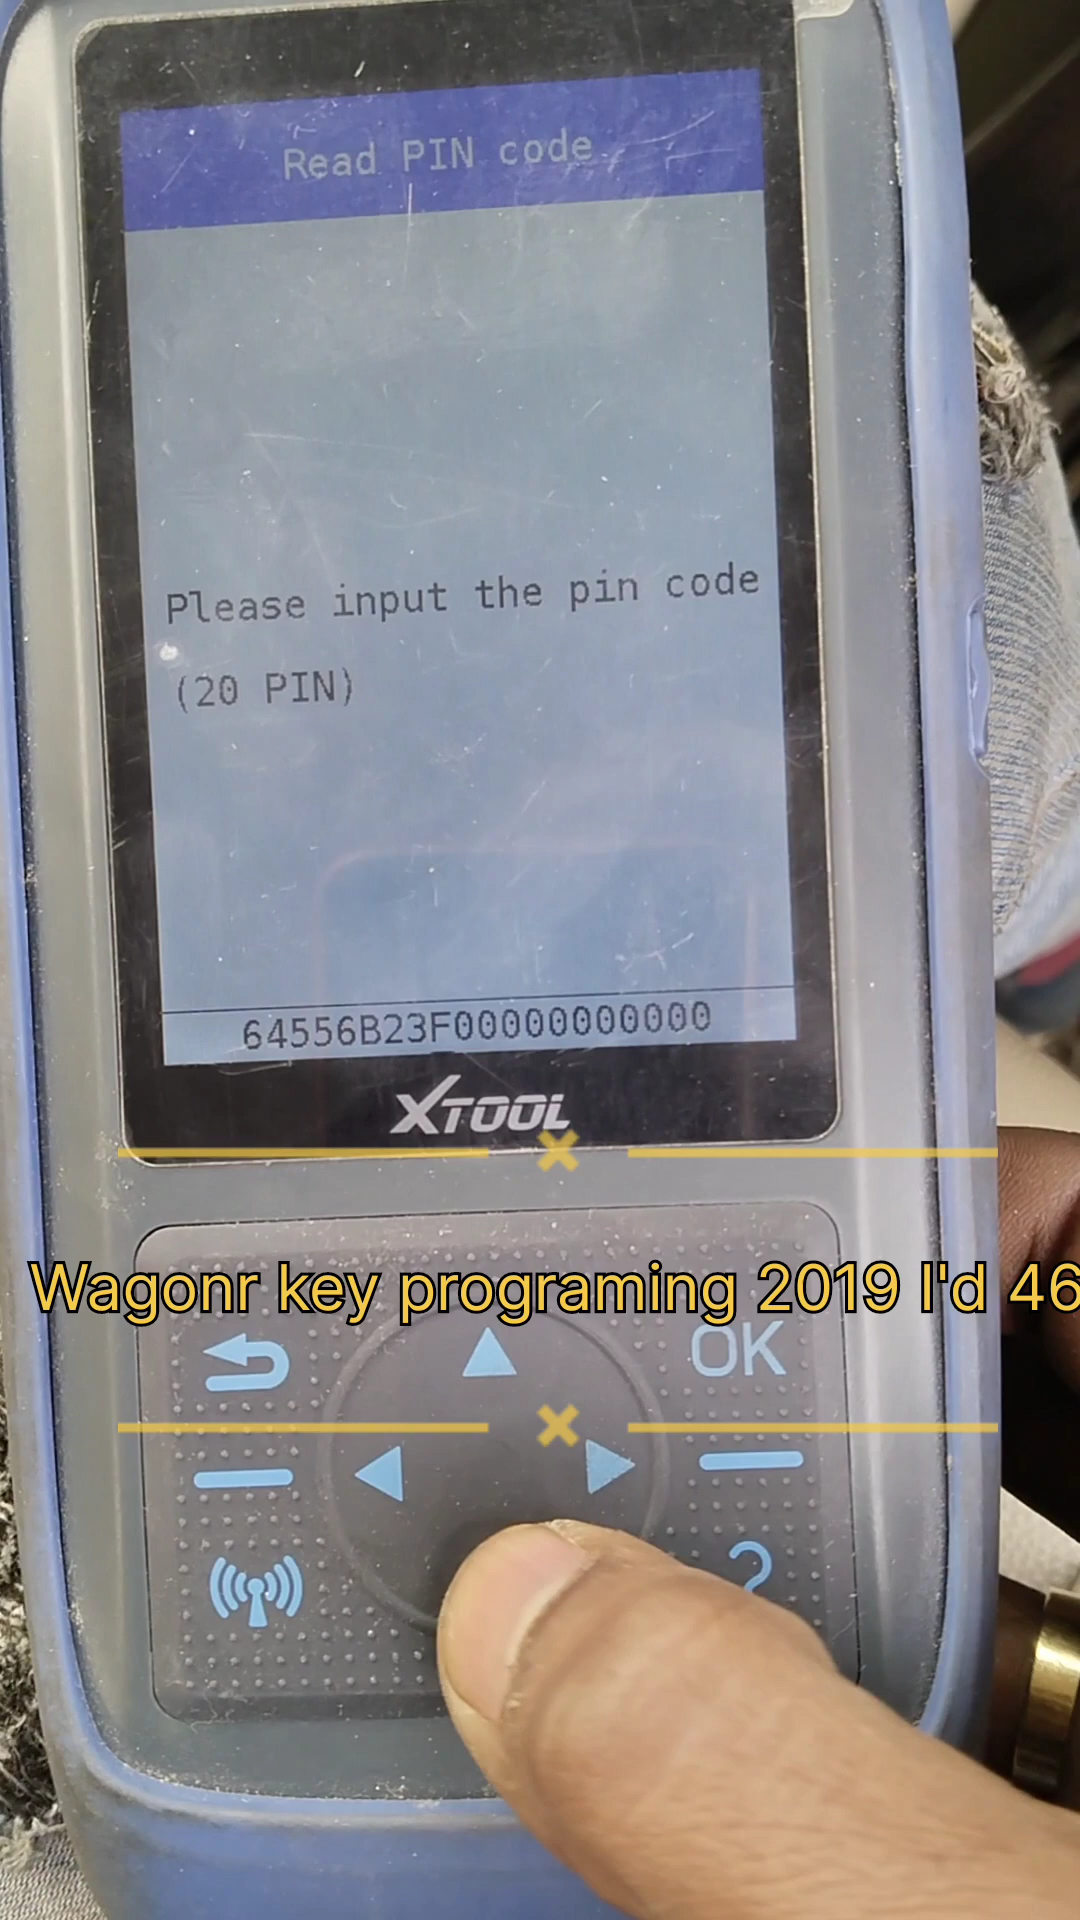 Read PIN code
Please input the pin code
(20 PIN)
64556B23F00000000000
XTOOL
Wagonr key programing 2019 I'd 46
OK
?